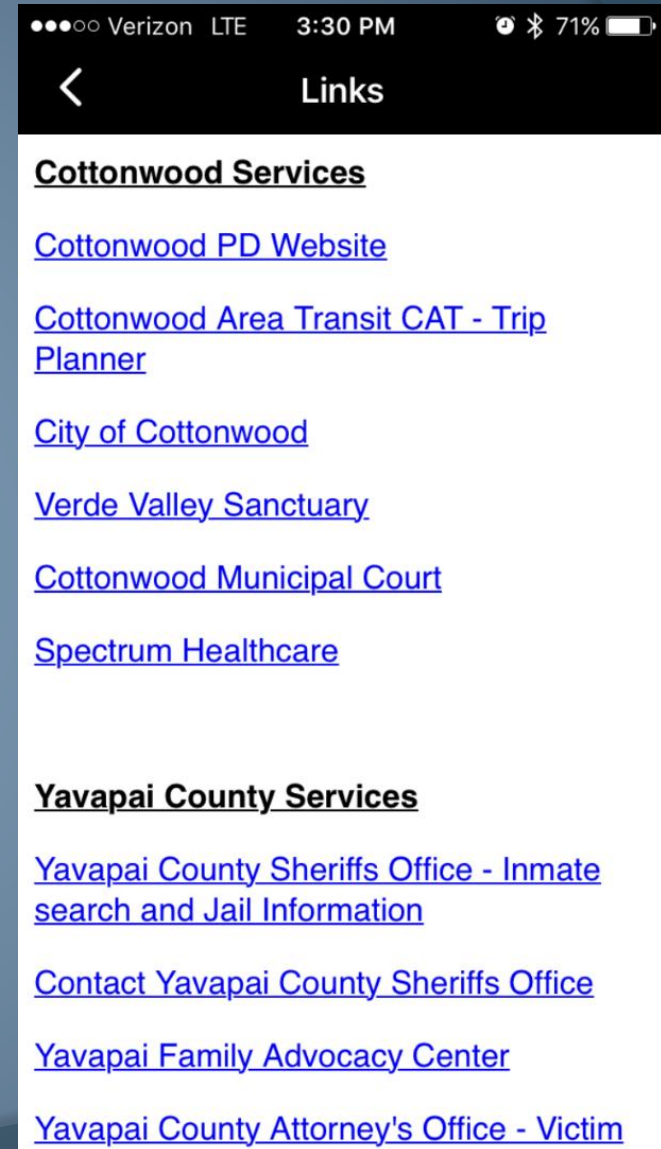 Verizon LTE 3:30 PM 71%
Links
Cottonwood Services
Cottonwood PD Website
Cottonwood Area Transit CAT - Trip
Planner
City of Cottonwood
Verde Valley Sanctuary
Cottonwood Municipal Court
Spectrum Healthcare
Yavapai County Services
Yavapai County Sheriffs Office - Inmate
search and Jail Information
Contact Yavapai County Sheriffs Office
Yavapai Family Advocacy Center
Yavapai County Attorney's Office - Victim